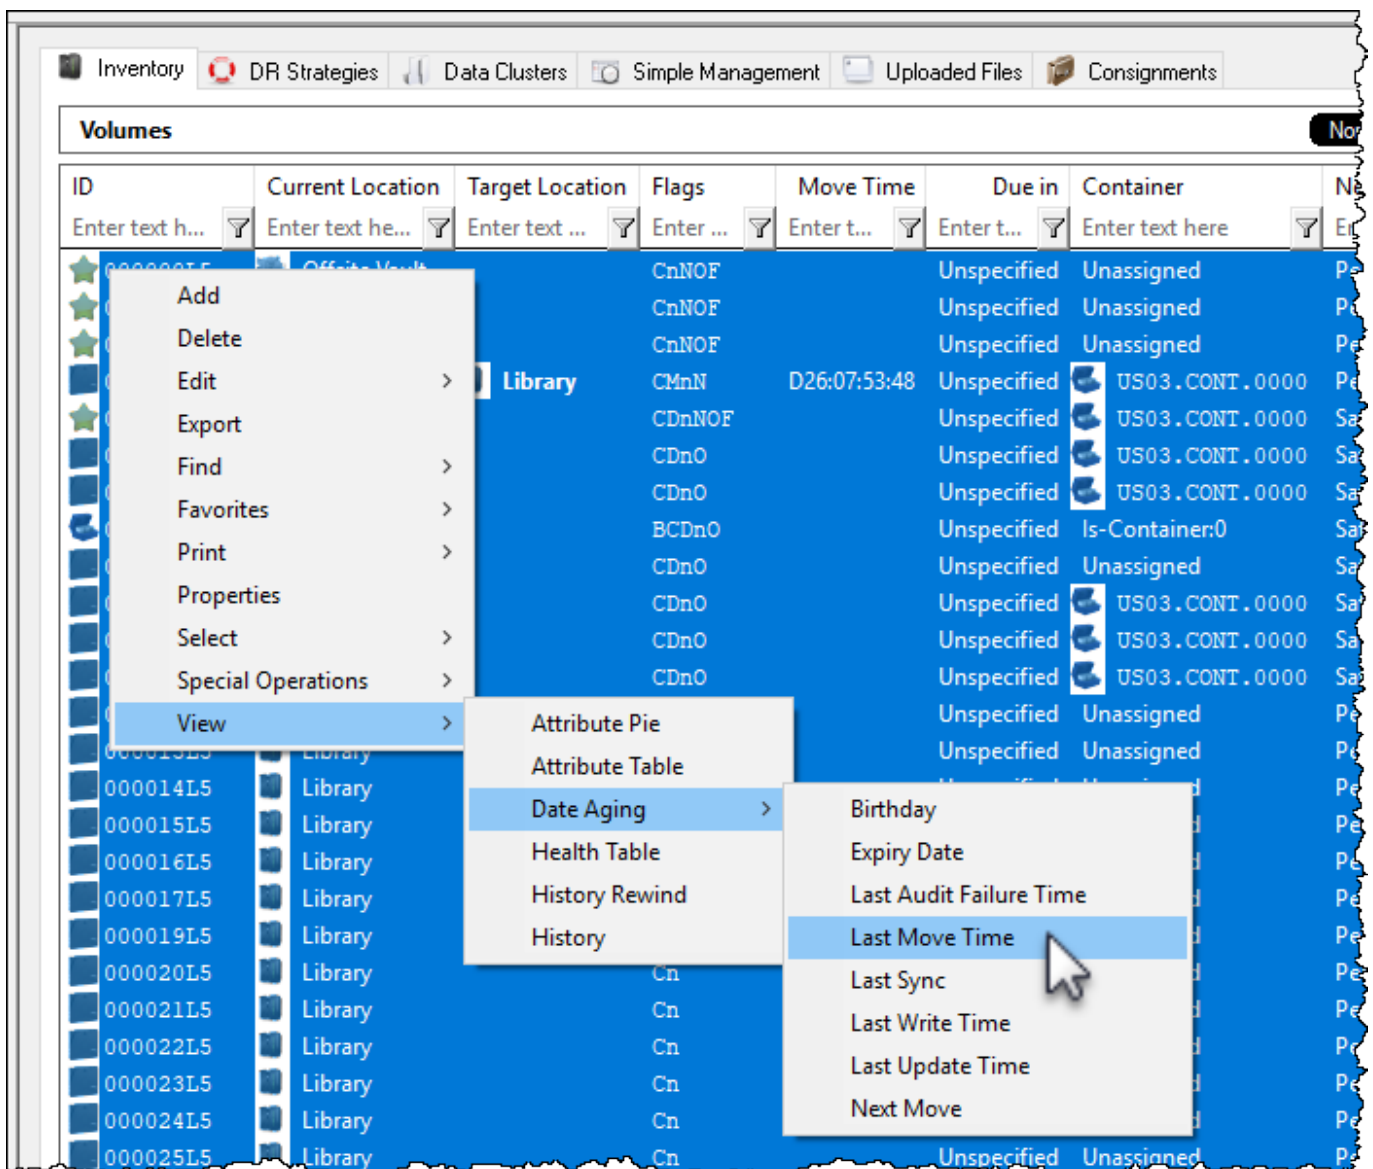 Inventory DR Strategies Data Clusters Simple Management Uploaded Files Consignments
Volumes
ID Current Location Target Location Flags Move Time Due in Container
Enter text h... Enter text he... Enter text ... Enter ... Enter t... Enter t... Enter text here
CnNOF Unspecified Unassigned
CnNOF Unspecified Unassigned
CnNOF Unspecified Unassigned
Library CMnN D26:07:53:48 Unspecified US03.CONT.0000
CDnNOF Unspecified US03.CONT.0000
CDnO Unspecified US03.CONT.0000
CDnO Unspecified US03.CONT.0000
BCDnO Unspecified Is-Container:0
CDnO Unspecified Unassigned
CDnO Unspecified US03.CONT.0000
CDnO Unspecified US03.CONT.0000
CDnO Unspecified US03.CONT.0000
Unspecified Unassigned
000013L5 Library Unspecified Unassigned
000014L5 Library
000015L5 Library
000016L5 Library
000017L5 Library
000019L5 Library
000020L5 Library Cn
000021L5 Library Cn
000022L5 Library Cn
000023L5 Library Cn
000024L5 Library Cn
000025L5 Library Cn Unspecified Unassigned
Add
Delete
Edit
Export
Find
Favorites
Print
Properties
Select
Special Operations
View
Attribute Pie
Attribute Table
Date Aging
Health Table
History Rewind
History
Birthday
Expiry Date
Last Audit Failure Time
Last Move Time
Last Sync
Last Write Time
Last Update Time
Next Move